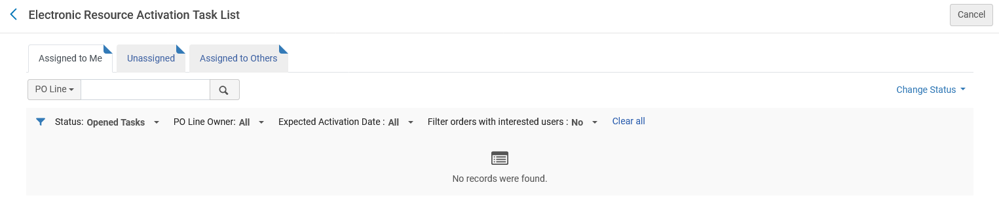 Electronic Resource Activation Task List
Cancel
Assigned to Me
Unassigned
Assigned to Others
PO Line
Change Status
Status: Opened Tasks PO Line Owner: All Expected Activation Date : All Filter orders with interested users : No Clear all
No records were found.